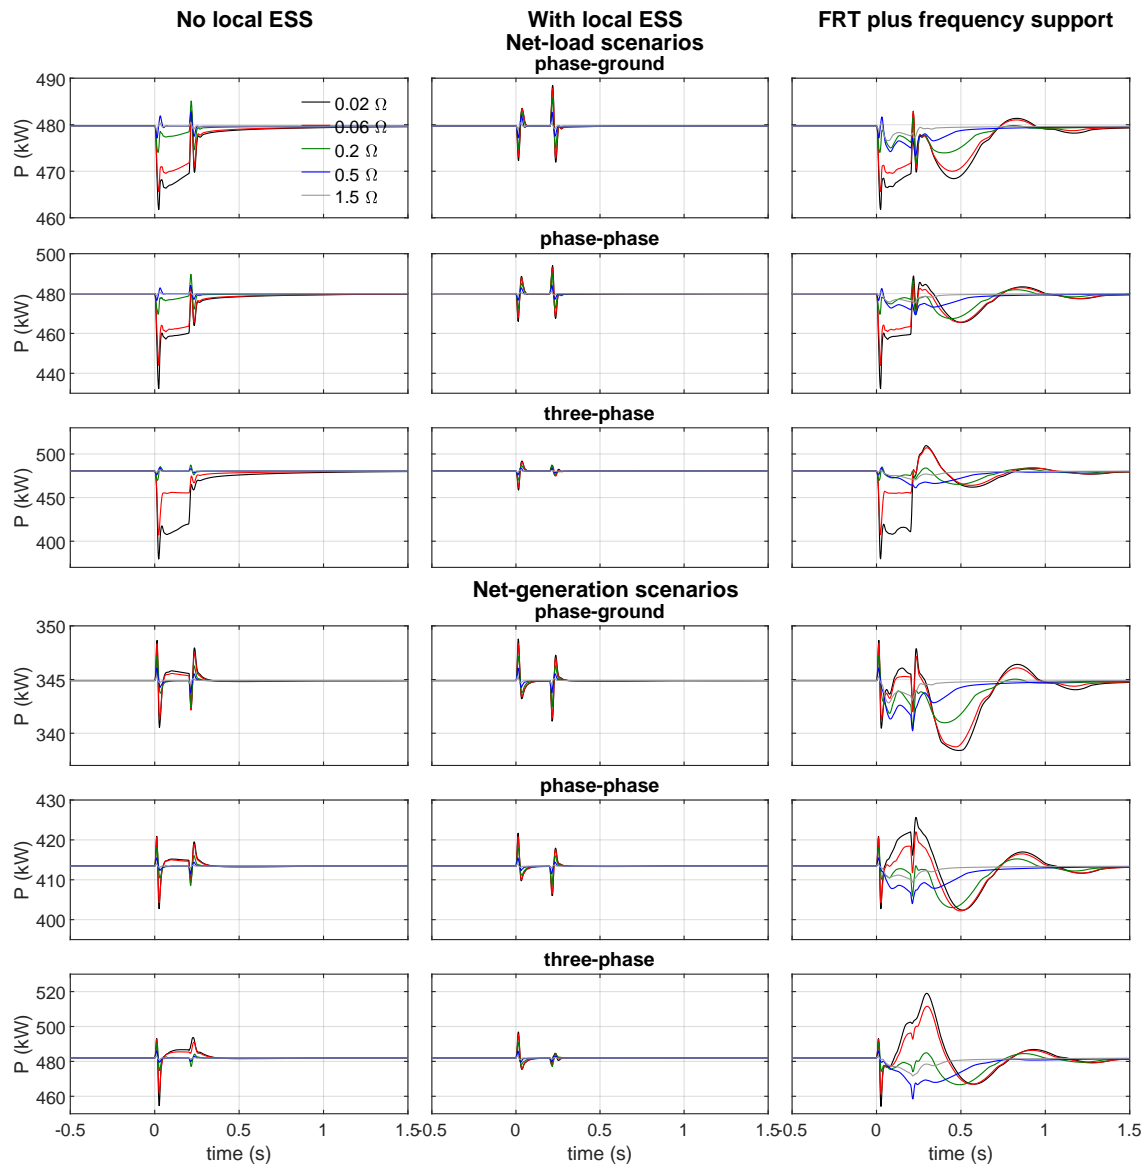 No local ESS
With local ESS
FRT plus frequency support
Net-load scenarios
phase-ground
P (kW)
490
480
470
460
0.02 Ω
0.06 Ω
0.2 Ω
0.5 Ω
1.5 Ω
phase-phase
P (kW)
500
480
460
440
three-phase
P (kW)
500
450
400
Net-generation scenarios
phase-ground
P (kW)
350
345
340
phase-phase
P (kW)
430
420
410
400
three-phase
P (kW)
520
500
480
460
-0.5 0 0.5 1 1.5
-0.5 0 0.5 1 1.5
-0.5 0 0.5 1 1.5
time (s)
time (s)
time (s)